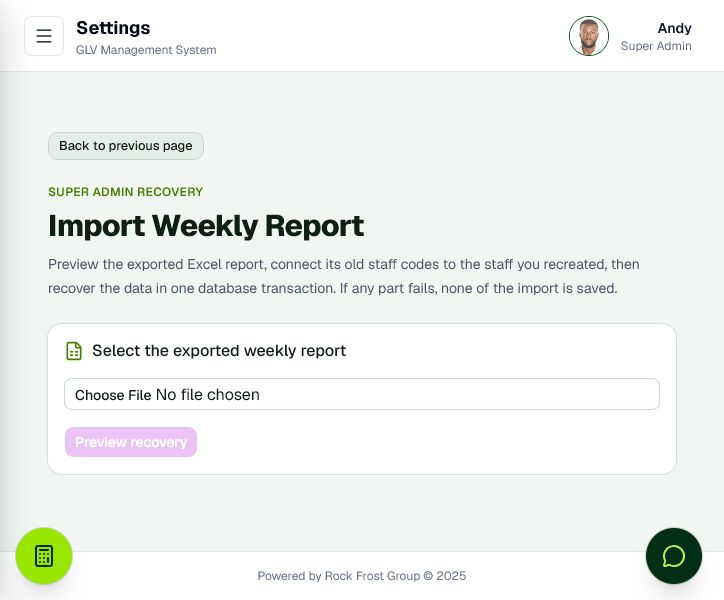 Settings
GLV Management System
Andy
Super Admin
Back to previous page
SUPER ADMIN RECOVERY
Import Weekly Report
Preview the exported Excel report, connect its old staff codes to the staff you recreated, then
recover the data in one database transaction. If any part fails, none of the import is saved.
Select the exported weekly report
Choose File No file chosen
Preview recovery
Powered by Rock Frost Group © 2025